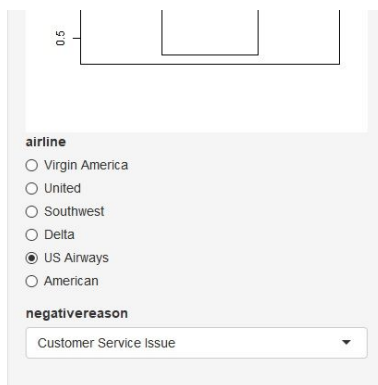 0.5
airline
Virgin America
United
Southwest
Delta
US Airways
American
negativereason
Customer Service Issue